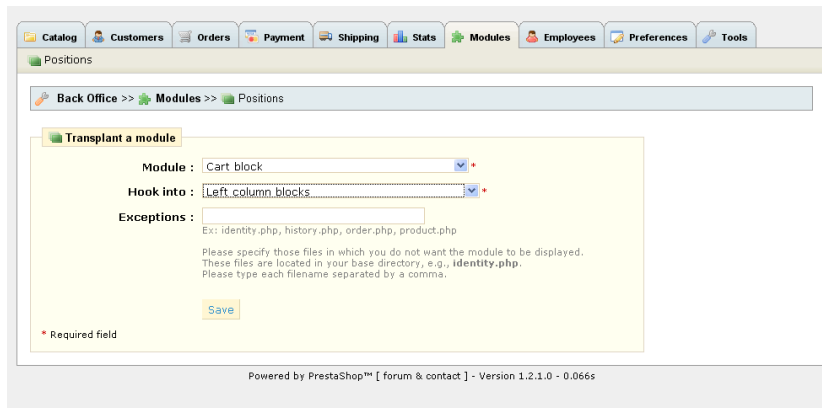 Catalog Customers Orders Payment Shipping Stats Modules Employees Preferences Tools
Positions
Back Office >> Modules >> Positions
Transplant a module
Module : Cart block *
Hook into : Left column blocks *
Exceptions :
Ex: identity.php, history.php, order.php, product.php
Please specify those files in which you do not want the module to be displayed.
These files are located in your base directory, e.g., identity.php.
Please type each filename separated by a comma.
Save
* Required field
Powered by PrestaShop™ [ forum & contact ] - Version 1.2.1.0 - 0.066s